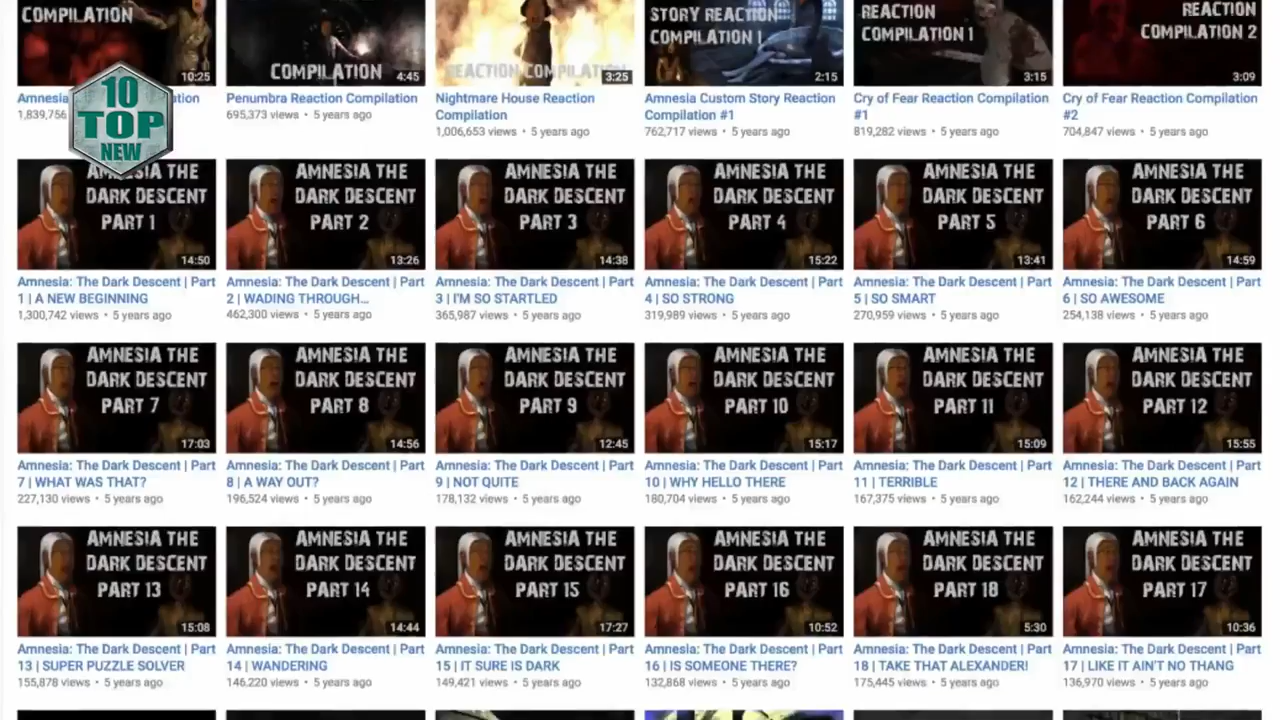 COMPILATION
10:25
COMPILATION
4:45
REACTION COMPILATION
3:25
STORY REACTION
COMPILATION 1
2:15
REACTION
COMPILATION 1
3:15
REACTION
COMPILATION 2
3:09
Amnesia
1,839,756
10
TOP
NEW
Penumbra Reaction Compilation
695,373 views • 5 years ago
Nightmare House Reaction
Compilation
1,006,653 views • 5 years ago
Amnesia Custom Story Reaction
Compilation #1
762,717 views • 5 years ago
Cry of Fear Reaction Compilation
#1
819,282 views • 5 years ago
Cry of Fear Reaction Compilation
#2
704,847 views • 5 years ago
AMNESIA THE
DARK DESCENT
PART 1
14:50
AMNESIA THE
DARK DESCENT
PART 2
13:26
AMNESIA THE
DARK DESCENT
PART 3
14:38
AMNESIA THE
DARK DESCENT
PART 4
15:22
AMNESIA THE
DARK DESCENT
PART 5
13:41
AMNESIA THE
DARK DESCENT
PART 6
14:59
Amnesia: The Dark Descent | Part
1 | A NEW BEGINNING
1,300,742 views • 5 years ago
Amnesia: The Dark Descent | Part
2 | WADING THROUGH...
462,300 views • 5 years ago
Amnesia: The Dark Descent | Part
3 | I'M SO STARTLED
365,987 views • 5 years ago
Amnesia: The Dark Descent | Part
4 | SO STRONG
319,989 views • 5 years ago
Amnesia: The Dark Descent | Part
5 | SO SMART
270,959 views • 5 years ago
Amnesia: The Dark Descent | Part
6 | SO AWESOME
254,138 views • 5 years ago
AMNESIA THE
DARK DESCENT
PART 7
17:03
AMNESIA THE
DARK DESCENT
PART 8
14:56
AMNESIA THE
DARK DESCENT
PART 9
12:45
AMNESIA THE
DARK DESCENT
PART 10
15:17
AMNESIA THE
DARK DESCENT
PART 11
15:09
AMNESIA THE
DARK DESCENT
PART 12
15:55
Amnesia: The Dark Descent | Part
7 | WHAT WAS THAT?
227,130 views • 5 years ago
Amnesia: The Dark Descent | Part
8 | A WAY OUT?
196,524 views • 5 years ago
Amnesia: The Dark Descent | Part
9 | NOT QUITE
178,132 views • 5 years ago
Amnesia: The Dark Descent | Part
10 | WHY HELLO THERE
180,704 views • 5 years ago
Amnesia: The Dark Descent | Part
11 | TERRIBLE
167,375 views • 5 years ago
Amnesia: The Dark Descent | Part
12 | THERE AND BACK AGAIN
162,244 views • 5 years ago
AMNESIA THE
DARK DESCENT
PART 13
15:08
AMNESIA THE
DARK DESCENT
PART 14
14:44
AMNESIA THE
DARK DESCENT
PART 15
17:27
AMNESIA THE
DARK DESCENT
PART 16
10:52
AMNESIA THE
DARK DESCENT
PART 18
5:30
AMNESIA THE
DARK DESCENT
PART 17
10:36
Amnesia: The Dark Descent | Part
13 | SUPER PUZZLE SOLVER
155,878 views • 5 years ago
Amnesia: The Dark Descent | Part
14 | WANDERING
146,220 views • 5 years ago
Amnesia: The Dark Descent | Part
15 | IT SURE IS DARK
149,421 views • 5 years ago
Amnesia: The Dark Descent | Part
16 | IS SOMEONE THERE?
132,868 views • 5 years ago
Amnesia: The Dark Descent | Part
18 | TAKE THAT ALEXANDER!
175,445 views • 5 years ago
Amnesia: The Dark Descent | Part
17 | LIKE IT AIN'T NO THANG
136,970 views • 5 years ago